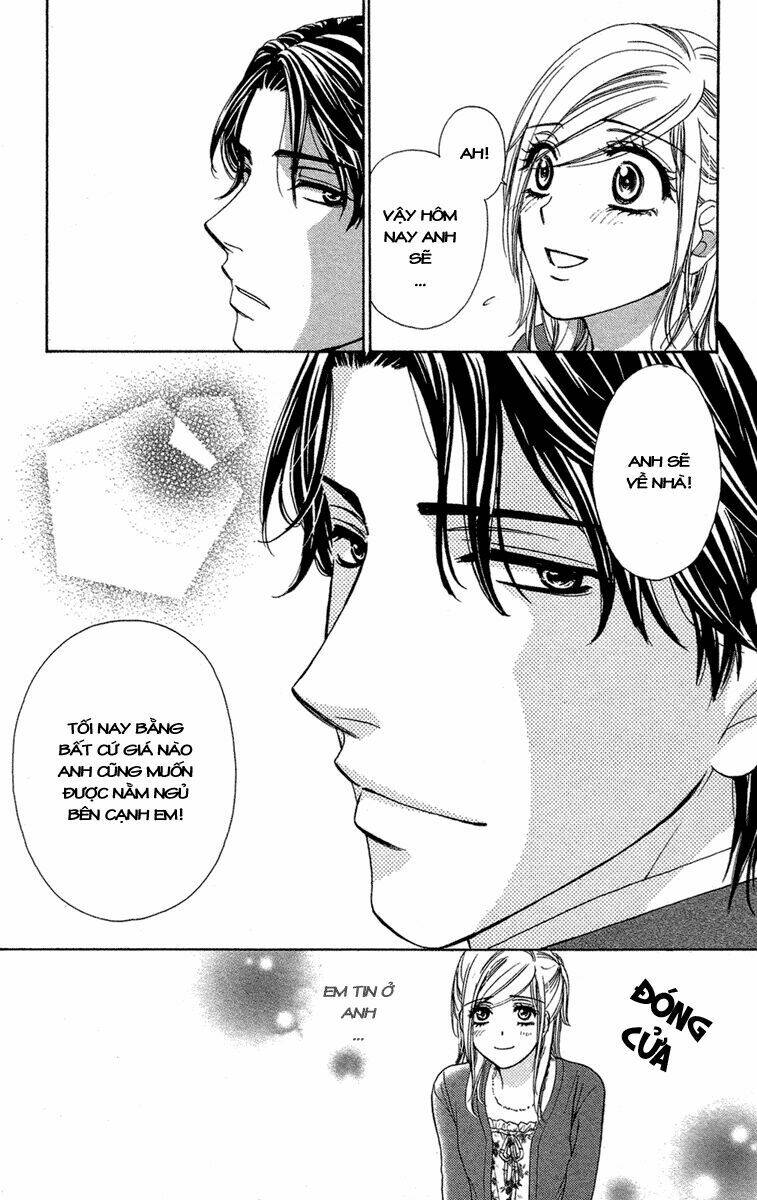 AH!
VẬY HÔM
NAY ANH
SẼ
...
ANH SẼ
VỀ NHÀ!
TỐI NAY BẰNG
BẤT CỨ GIÁ NÀO
ANH CŨNG MUỐN
ĐƯỢC NẰM NGỦ
BÊN CẠNH EM!
EM TIN Ở
ANH
...
ĐÓNG
CỬA